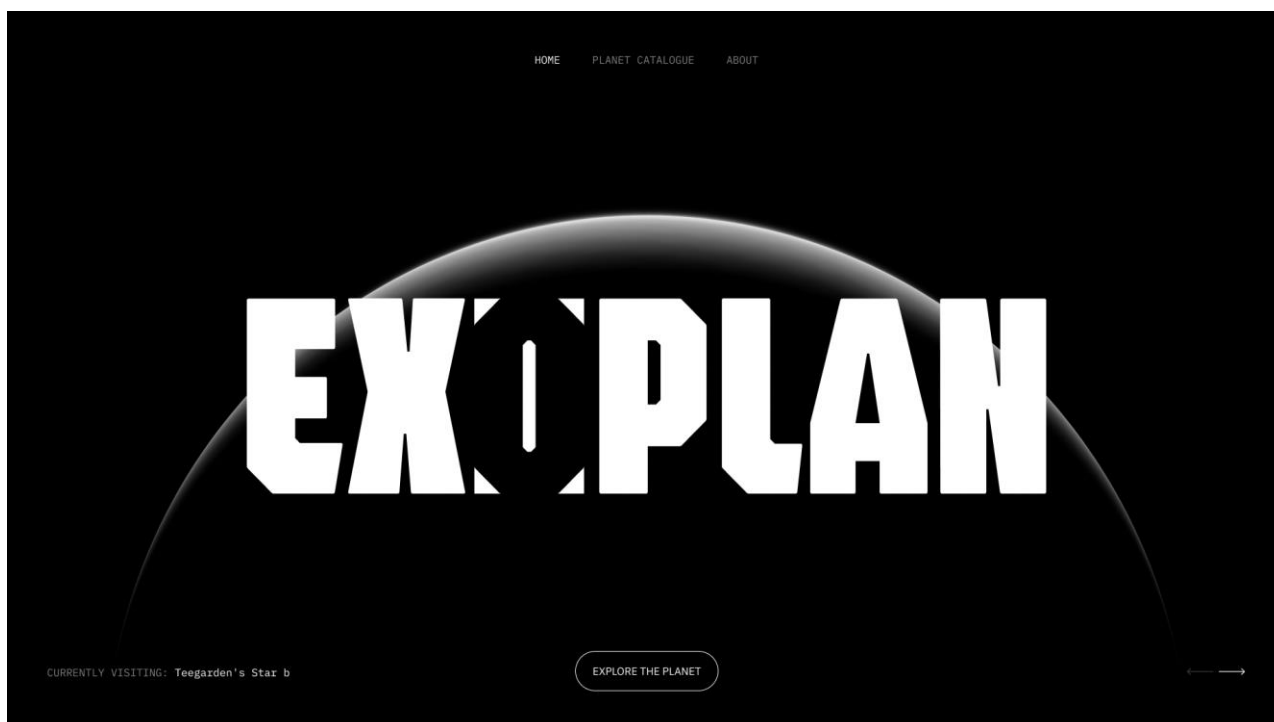 HOME PLANET CATALOGUE ABOUT
EXOPLAN
CURRENTLY VISITING: Teegarden's Star b
EXPLORE THE PLANET